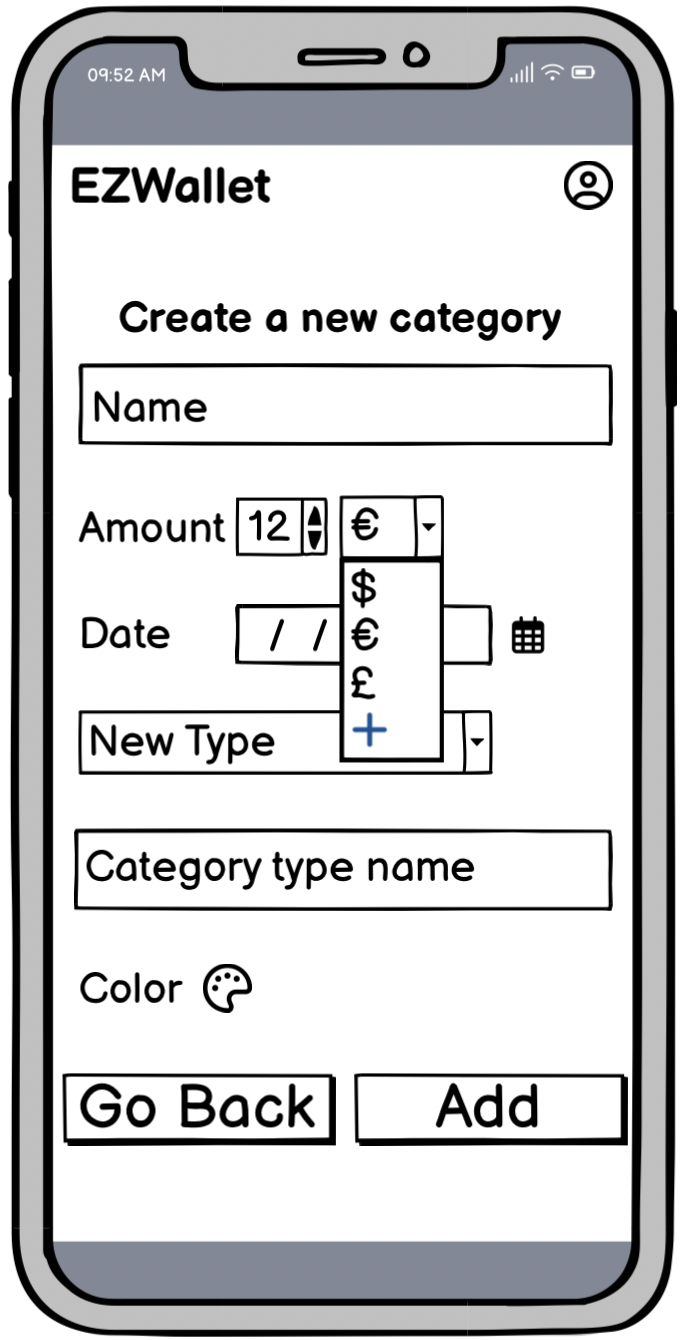 09:52 AM
EZWallet
Create a new category
Name
Amount 12 €
$
Date / / €
£
+
New Type
Category type name
Color
Go Back Add